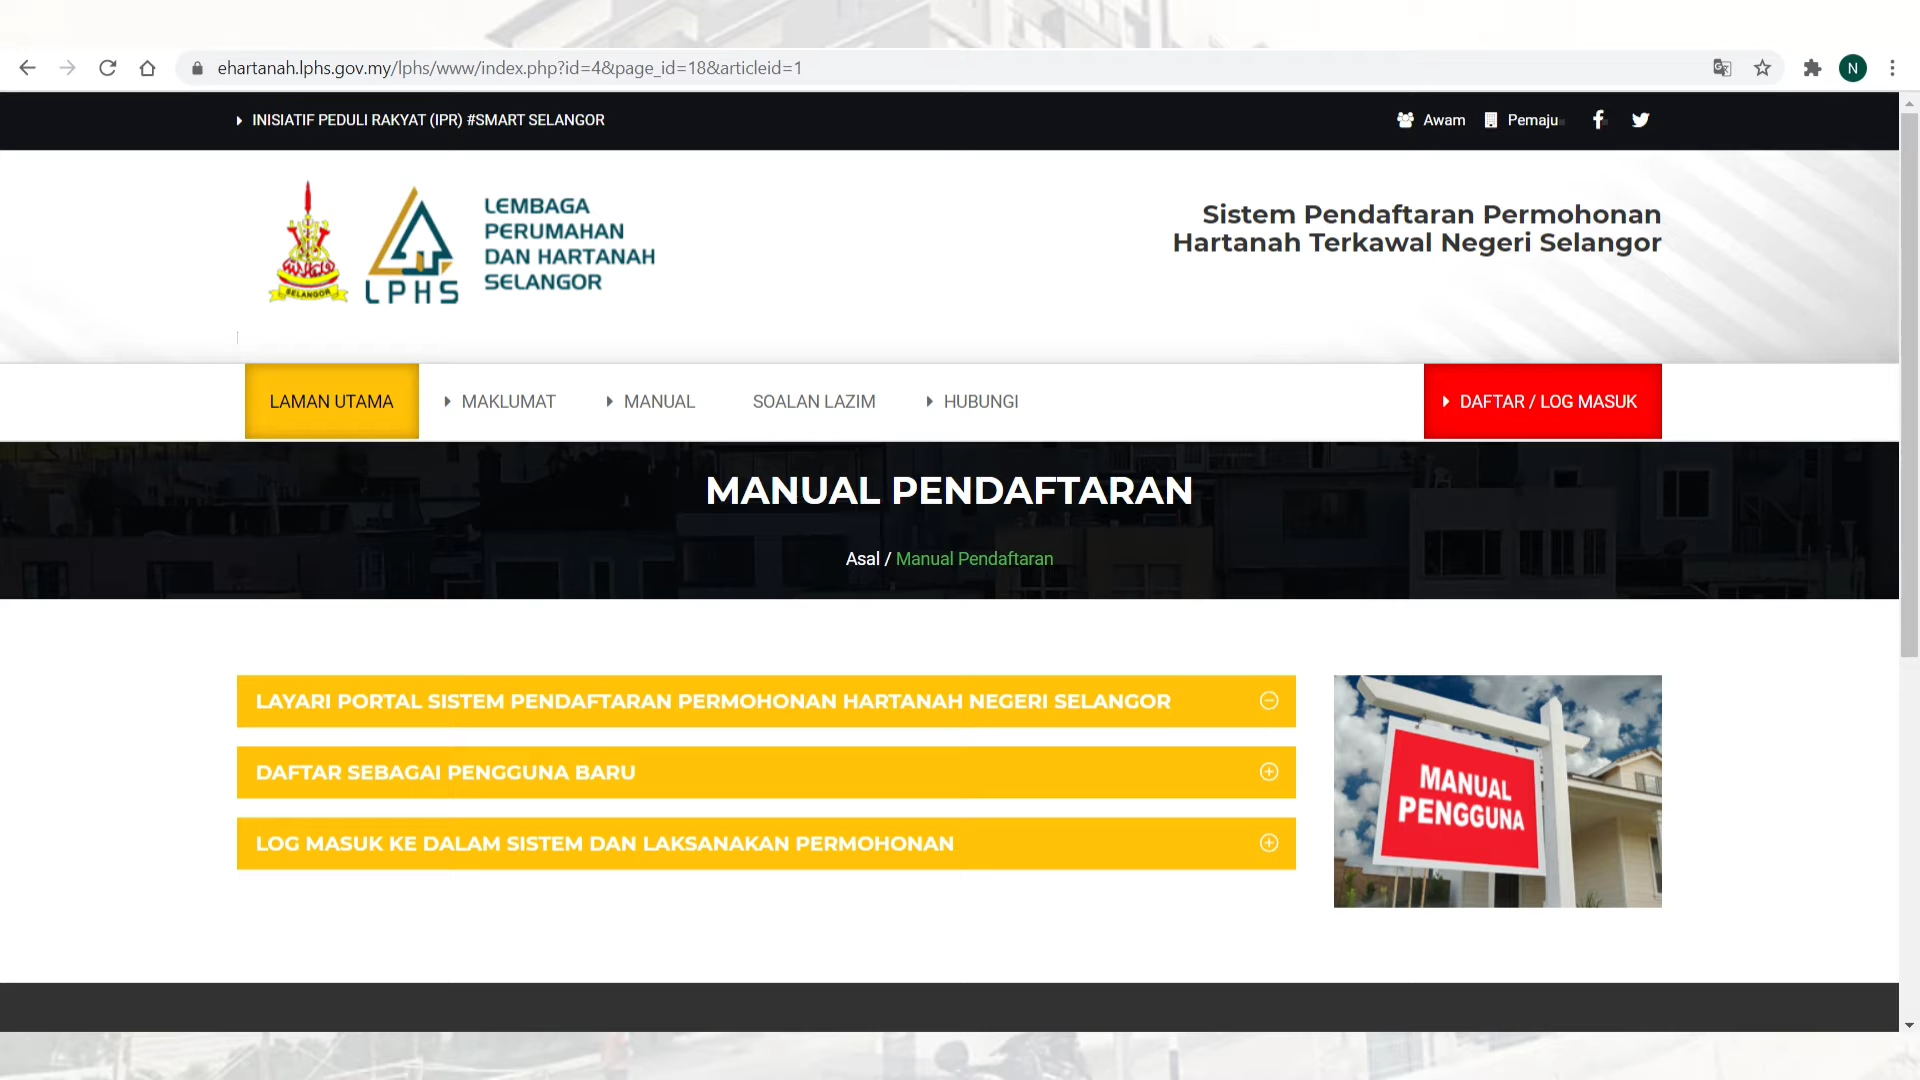 ehartanah.lphs.gov.my/lphs/www/index.php?id=4&page_id=18&articleid=1
N
INISIATIF PEDULI RAKYAT (IPR) #SMART SELANGOR
Awam
Pemaju
SELANGOR
LPHS
LEMBAGA
PERUMAHAN
DAN HARTANAH
SELANGOR
Sistem Pendaftaran Permohonan
Hartanah Terkawal Negeri Selangor
LAMAN UTAMA
MAKLUMAT
MANUAL
SOALAN LAZIM
HUBUNGI
DAFTAR / LOG MASUK
MANUAL PENDAFTARAN
Asal / Manual Pendaftaran
LAYARI PORTAL SISTEM PENDAFTARAN PERMOHONAN HARTANAH NEGERI SELANGOR
DAFTAR SEBAGAI PENGGUNA BARU
LOG MASUK KE DALAM SISTEM DAN LAKSANAKAN PERMOHONAN
MANUAL
PENGGUNA